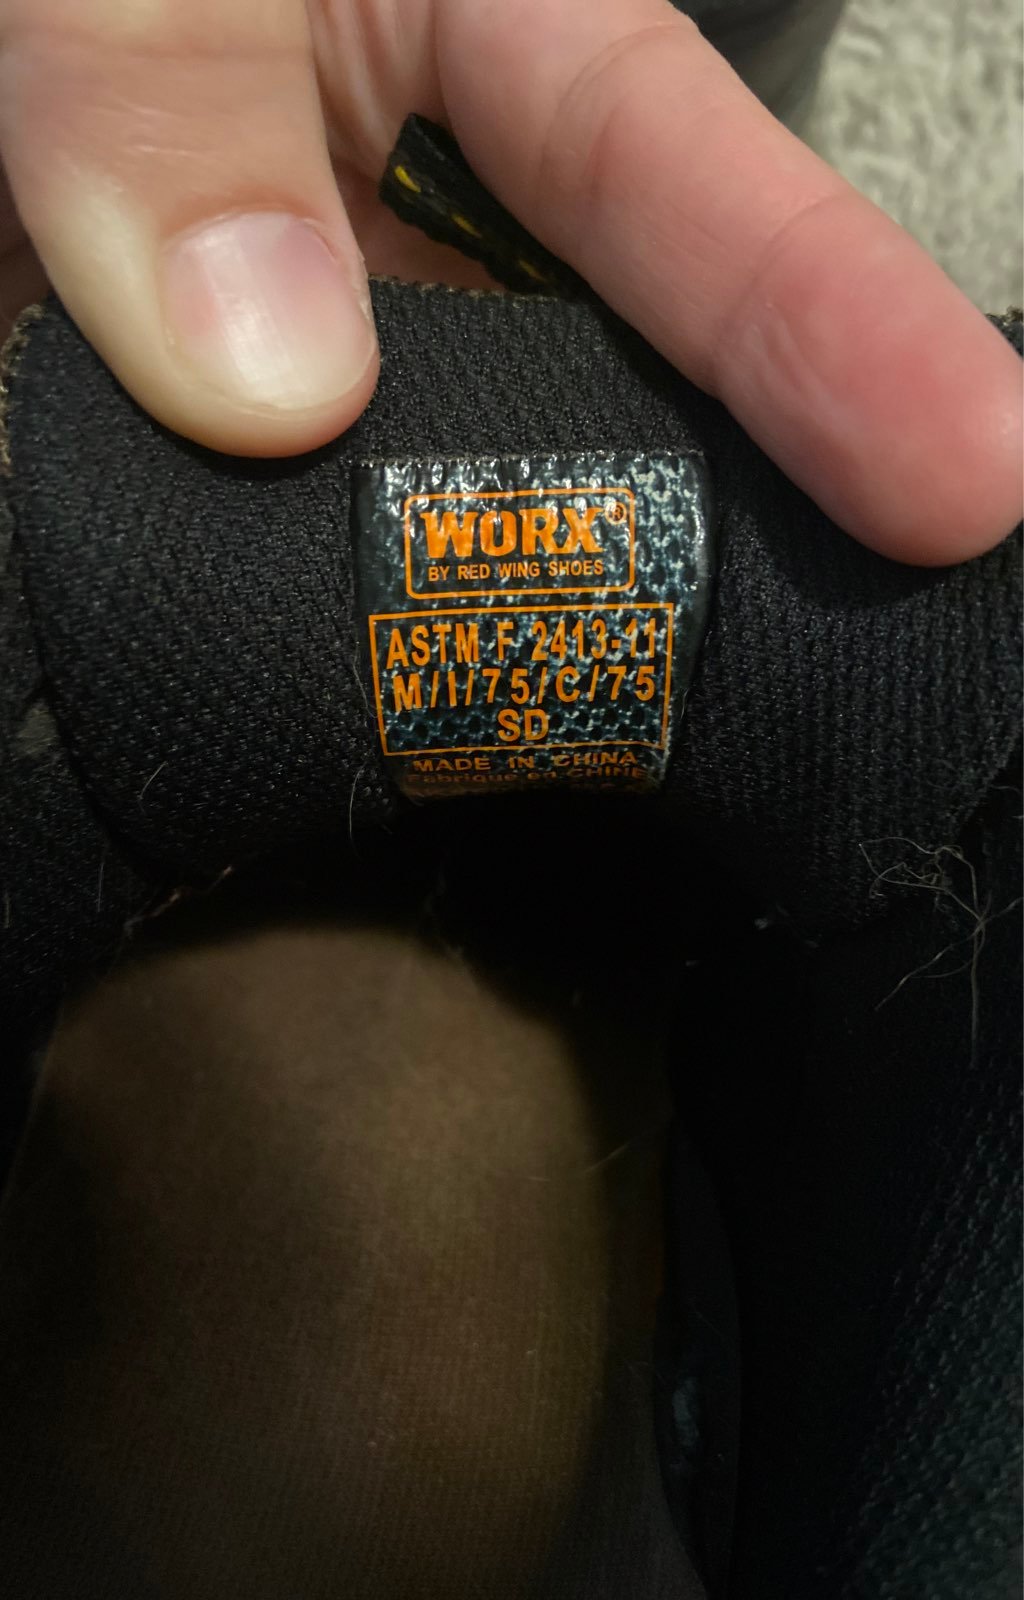 WORX®
BY RED WING SHOES
ASTM F 2413-11
M/I/75/C/75
SD
MADE IN CHINA
Fabriqué en CHINE